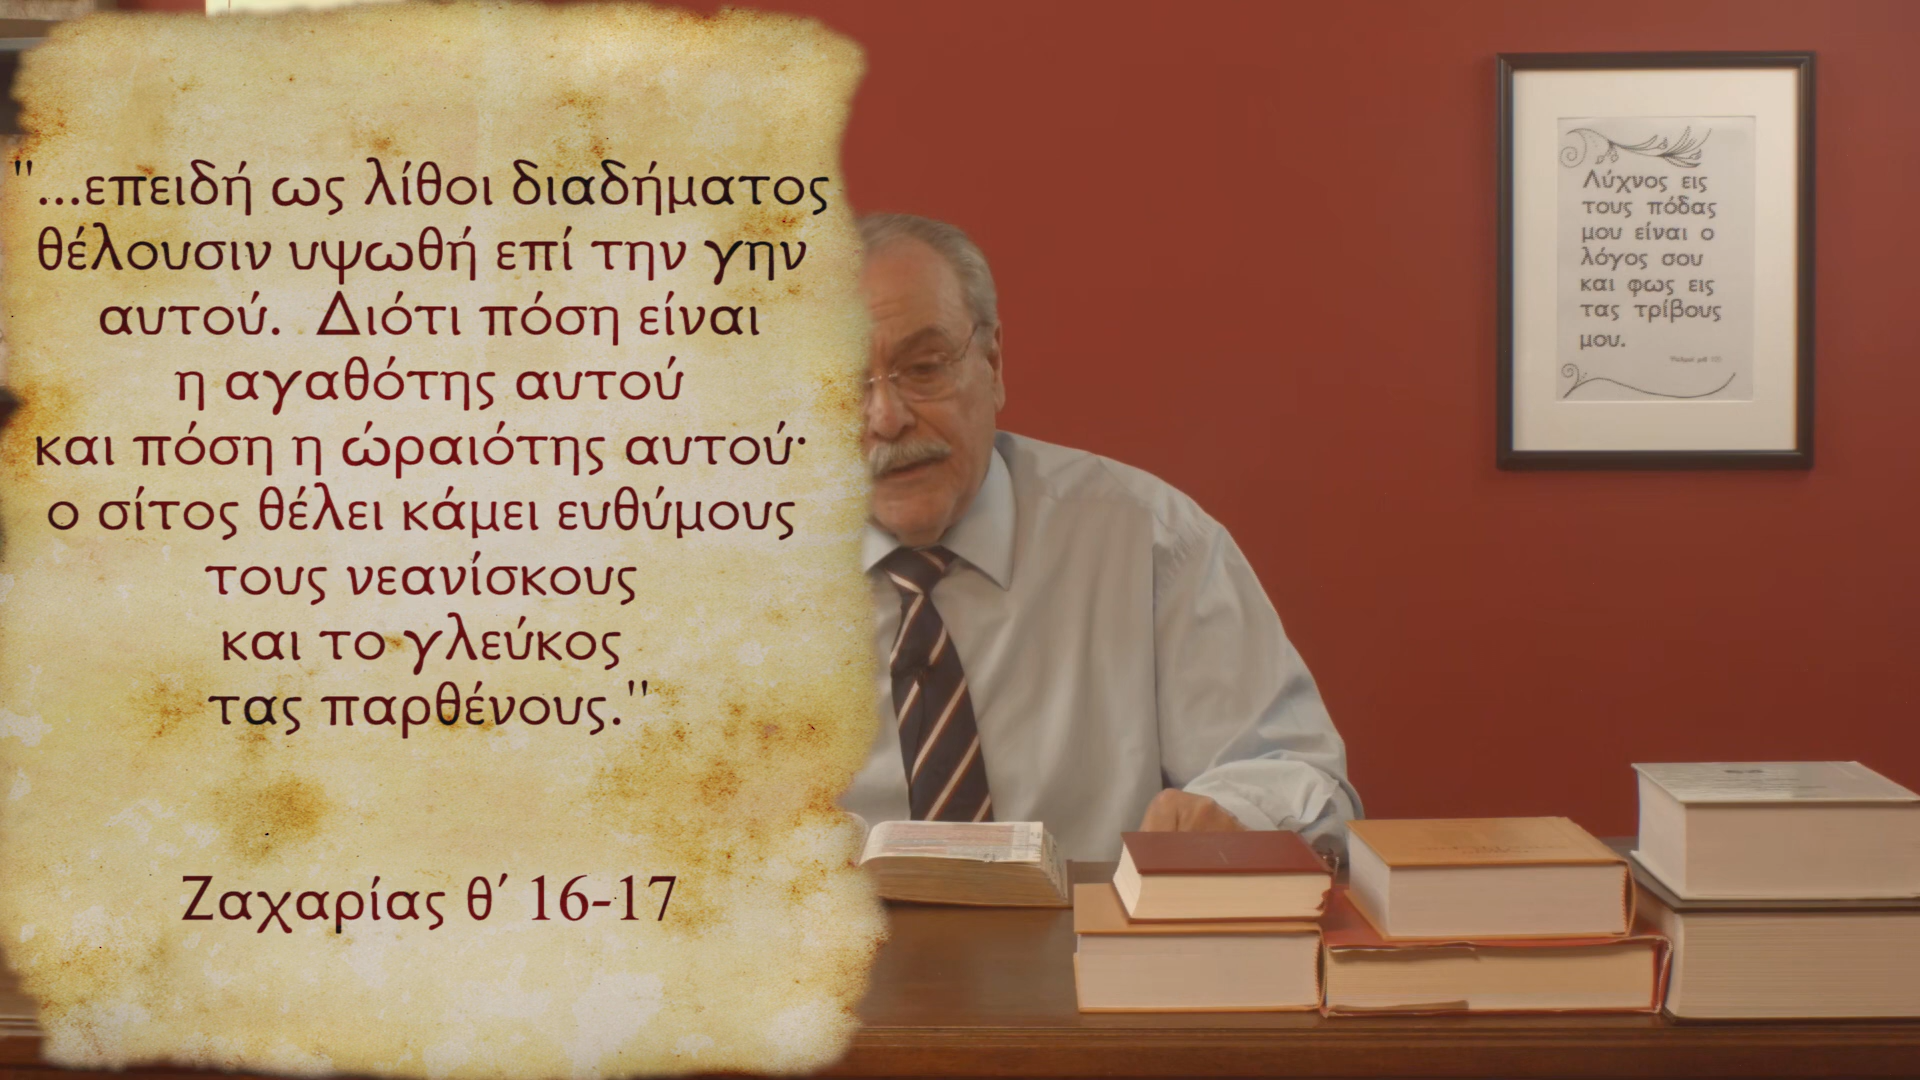 "...επειδή ως λίθοι διαδήματος
θέλουσιν υψωθή επί την γην
αυτού. Διότι πόση είναι
η αγαθότης αυτού
και πόση η ώραιότης αυτού·
ο σίτος θέλει κάμει ευθύμους
τους νεανίσκους
και το γλεύκος
τας παρθένους."
Ζαχαρίας θ΄ 16-17
Λύχνος εις
τους πόδας
μου είναι ο
λόγος σου
και φως εις
τας τρίβους
μου.